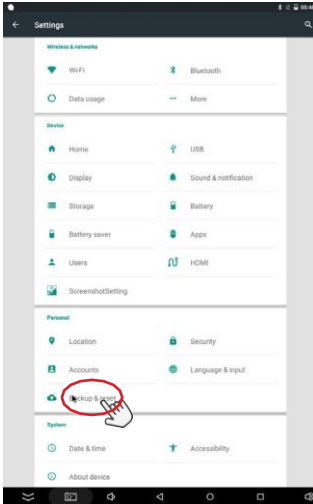 Settings
Wireless & networks
Wi-Fi
Bluetooth
Data usage
More
Device
Home
USB
Display
Sound & notification
Storage
Battery
Battery saver
Apps
Users
HDMI
ScreenshotSetting
Personal
Location
Security
Accounts
Language & input
Backup & reset
System
Date & time
Accessibility
About device